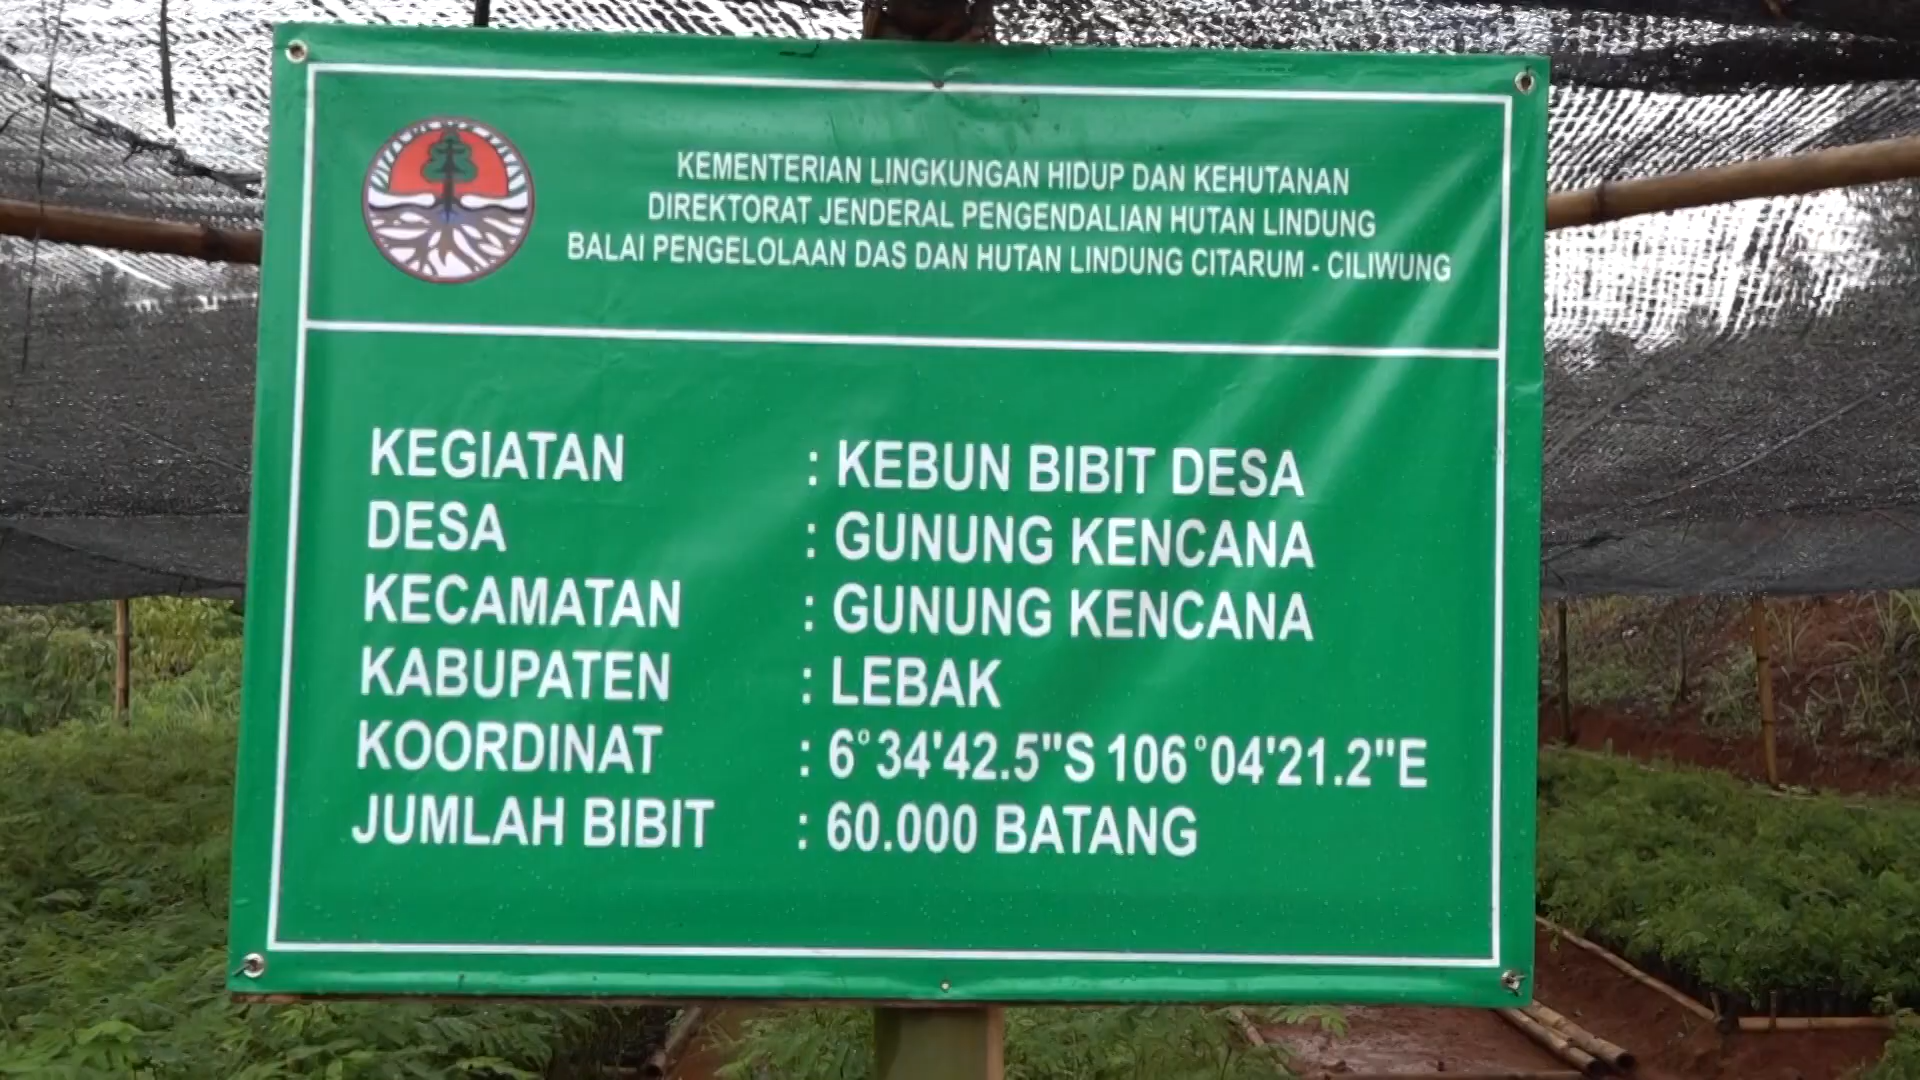 KEMENTERIAN LINGKUNGAN HIDUP DAN KEHUTANAN
DIREKTORAT JENDERAL PENGENDALIAN HUTAN LINDUNG
BALAI PENGELOLAAN DAS DAN HUTAN LINDUNG CITARUM - CILIWUNG
KEGIATAN : KEBUN BIBIT DESA
DESA : GUNUNG KENCANA
KECAMATAN : GUNUNG KENCANA
KABUPATEN : LEBAK
KOORDINAT : 6°34'42.5"S 106°04'21.2"E
JUMLAH BIBIT : 60.000 BATANG